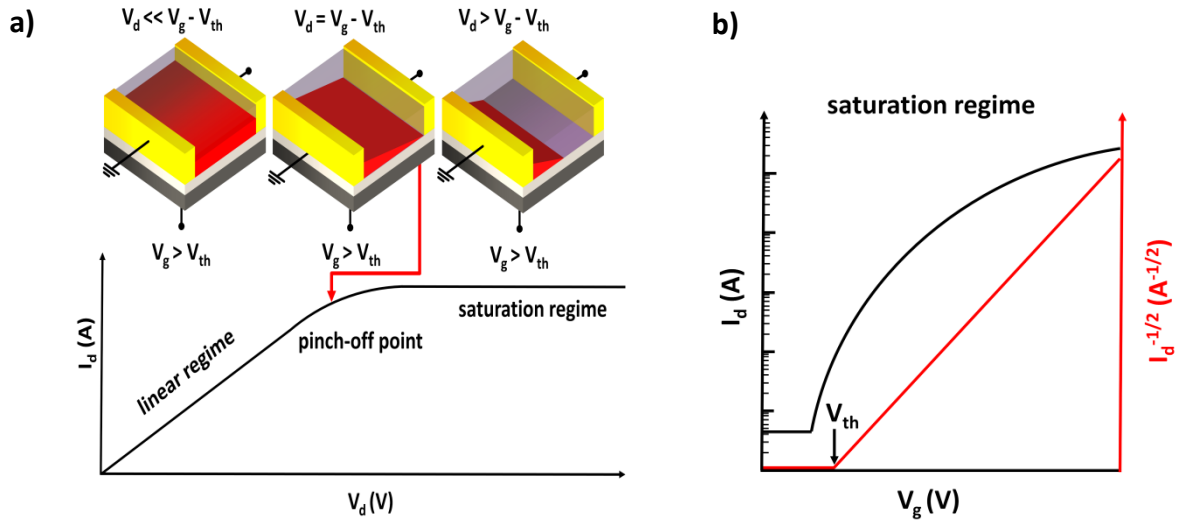 a)
V_d << V_g - V_th
V_d = V_g - V_th
V_d > V_g - V_th
V_g > V_th
V_g > V_th
V_g > V_th
I_d (A)
linear regime
pinch-off point
saturation regime
V_d (V)
b)
saturation regime
I_d (A)
V_th
I_d^-1/2 (A^-1/2)
V_g (V)